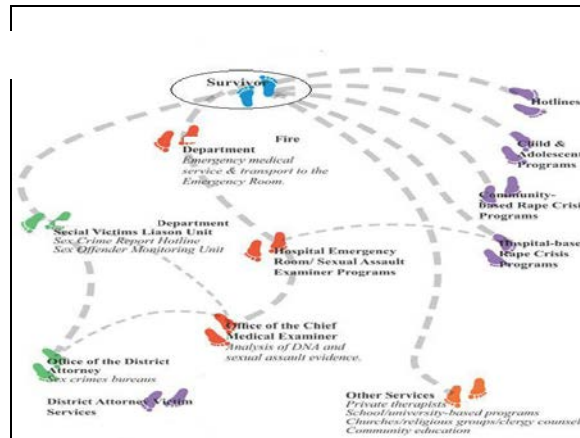 Survivor
Fire
Department
Emergency medical
service & transport to the
Emergency Room.
Hotlines
Child &
Adolescent
Programs
Community-
based Rape Crisis
Programs
Hospital-based
Rape Crisis
Programs
Department
Secial Victims Liason Unit
Sex Crime Report Hotline
Sex Offender Monitoring Unit
Hospital Emergency
Room/ Sexual Assault
Examiner Programs
Office of the Chief
Medical Examiner
Analysis of DNA and
sexual assault evidence.
Office of the District
Attorney
Sex crimes bureaus
District Attorney Victim
Services
Other Services
Private therapists
School/university-based programs
Churches/religious groups/clergy counsel
Community education